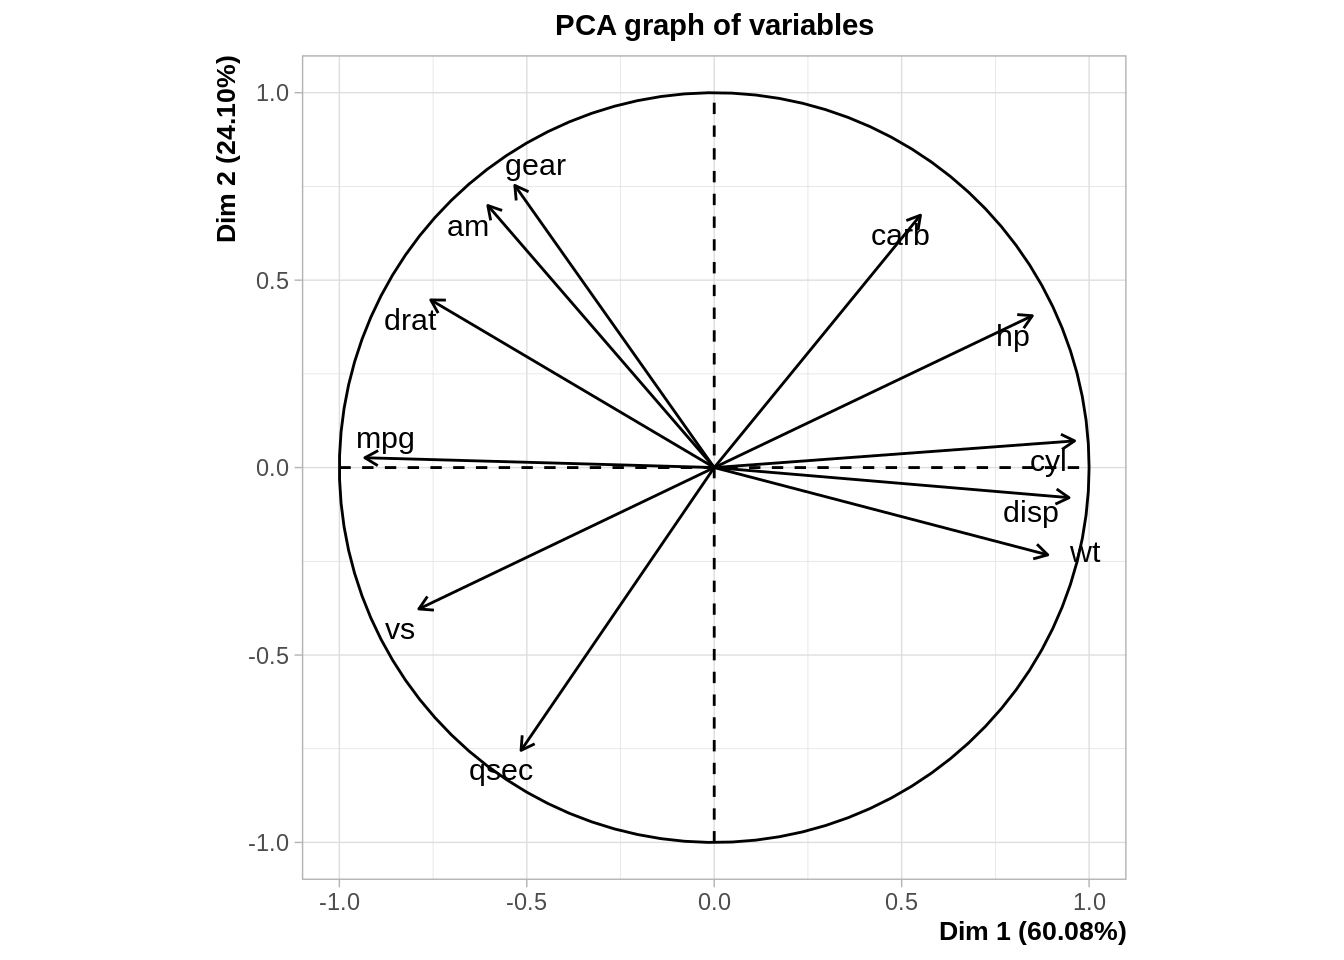 PCA graph of variables
Dim 2 (24.10%)
1.0
0.5
0.0
-0.5
-1.0
gear
am
carb
drat
hp
mpg
cyl
disp
wt
vs
qsec
-1.0
-0.5
0.0
0.5
1.0
Dim 1 (60.08%)